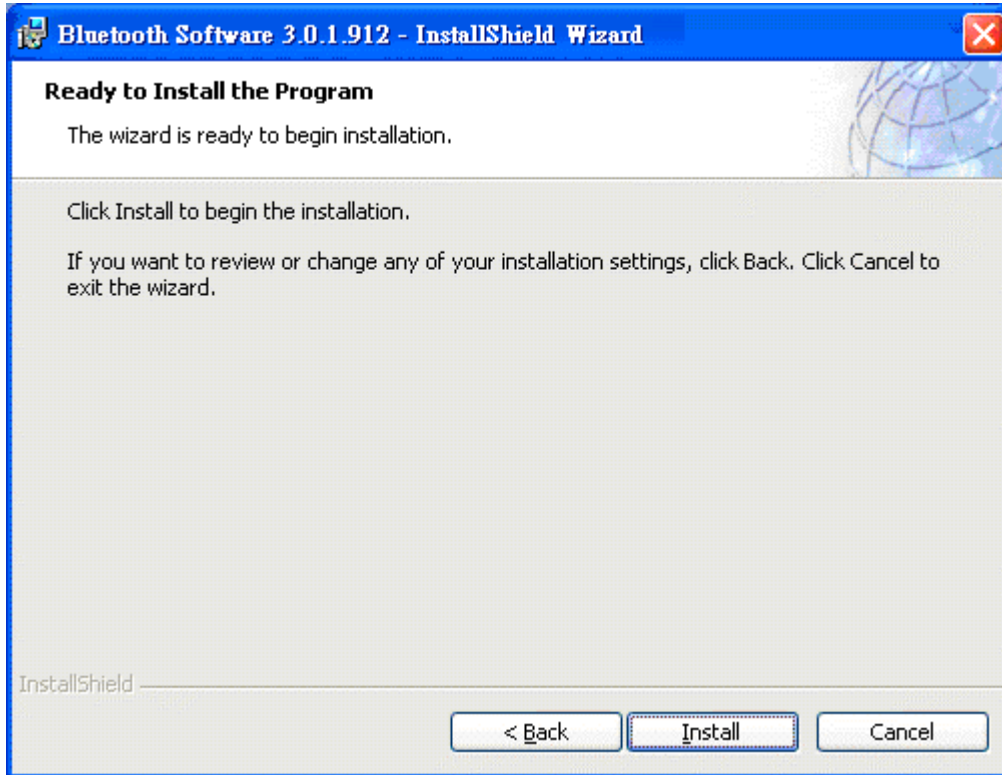 Bluetooth Software 3.0.1.912 - InstallShield Wizard
Ready to Install the Program
The wizard is ready to begin installation.
Click Install to begin the installation.
If you want to review or change any of your installation settings, click Back. Click Cancel to
exit the wizard.
InstallShield
< Back
Install
Cancel